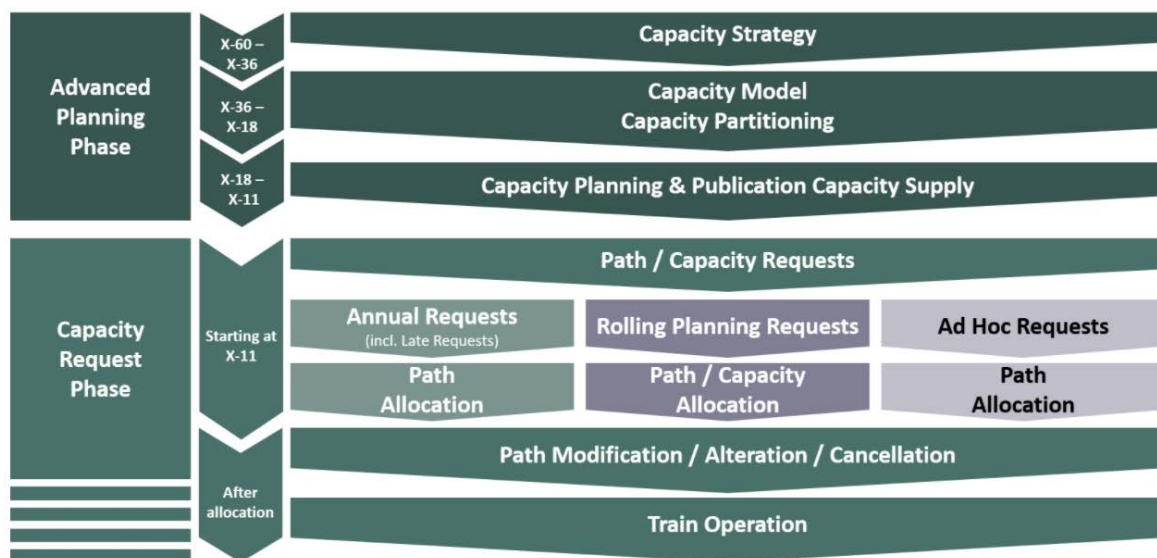 Advanced
Planning
Phase
X-60 –
X-36
Capacity Strategy
X-36 –
X-18
Capacity Model
Capacity Partitioning
X-18 –
X-11
Capacity Planning & Publication Capacity Supply
Capacity
Request
Phase
Starting at
X-11
Path / Capacity Requests
Annual Requests
(incl. Late Requests)
Rolling Planning Requests
Ad Hoc Requests
Path
Allocation
Path / Capacity
Allocation
Path
Allocation
After
allocation
Path Modification / Alteration / Cancellation
Train Operation